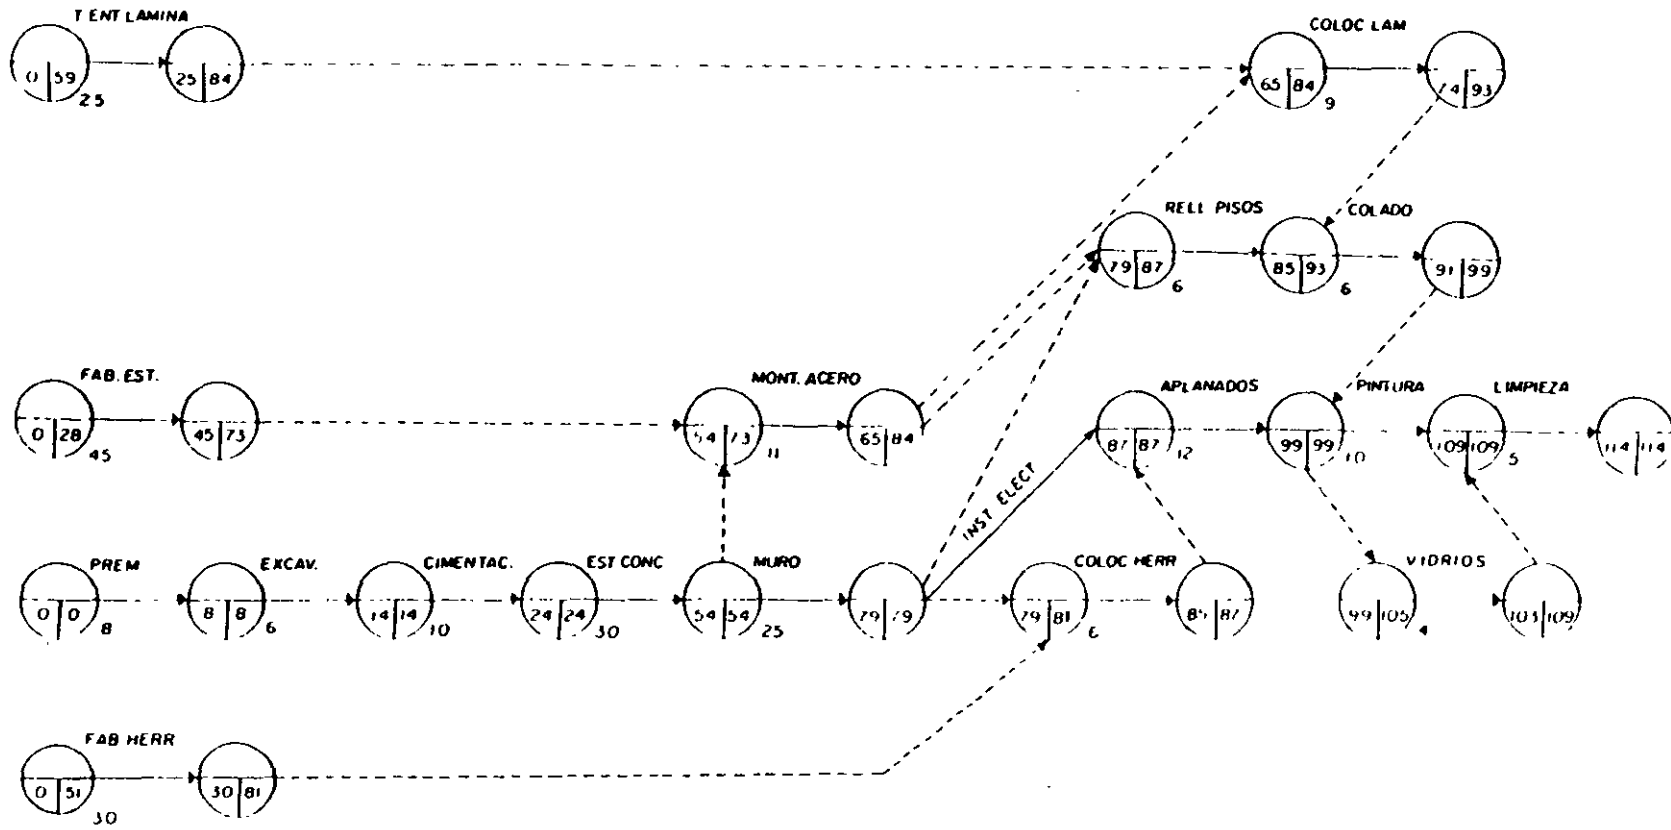 T ENT LAMINA
COLOC LAM
0 59
25
25 84
65 84
9
74 93
RELL PISOS
COLADO
79 87
6
85 93
6
91 99
FAB. EST.
MONT. ACERO
APLANADOS
PINTURA
LIMPIEZA
0 28
45
45 73
54 73
11
65 84
87 87
12
99 99
10
109 109
5
114 114
INST ELECT
PREM
EXCAV.
CIMENTAC.
EST CONC
MURO
COLOC HERR
VIDRIOS
0 0
8
8 8
6
14 14
10
24 24
30
54 54
25
79 79
79 81
6
85 87
99 105
4
103 109
FAB HERR
0 51
30
30 81